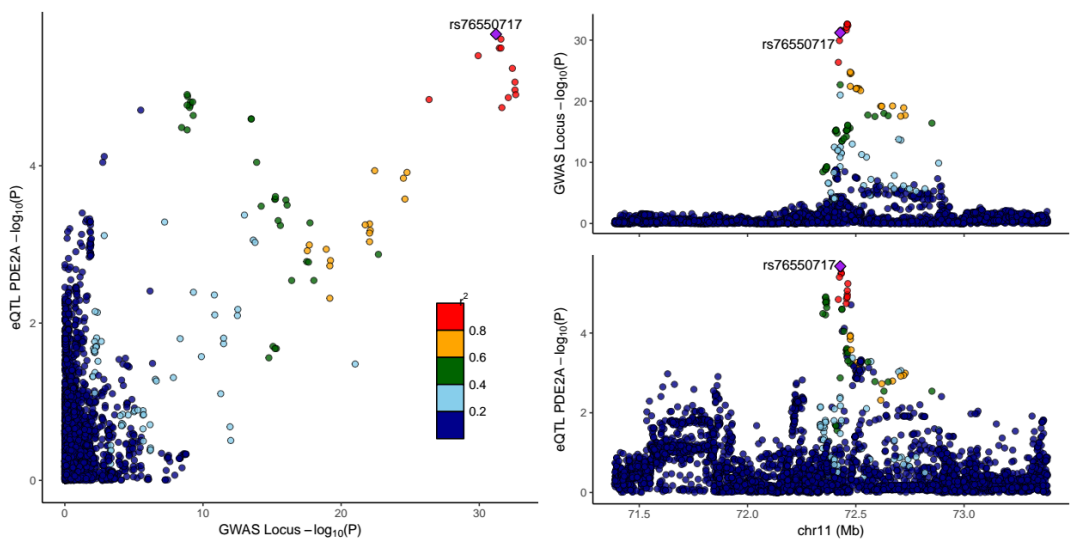 rs76550717
eQTL PDE2A −log10(P)
4
2
0
r2
0.8
0.6
0.4
0.2
0
10
20
30
GWAS Locus −log10(P)
rs76550717
GWAS Locus −log10(P)
30
20
10
0
rs76550717
eQTL PDE2A −log10(P)
4
2
0
71.5
72.0
72.5
73.0
chr11 (Mb)